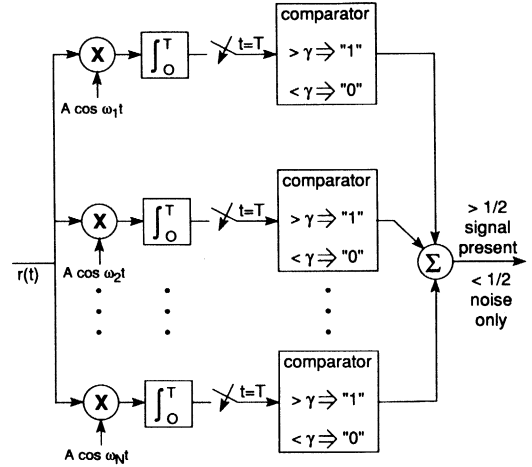 comparator
X
∫ T O
t=T
> γ ⇒ "1"
< γ ⇒ "0"
A cos ω₁t
comparator
X
∫ T O
t=T
> γ ⇒ "1"
< γ ⇒ "0"
A cos ω₂t
r(t)
Σ
> 1/2
signal
present
< 1/2
noise
only
comparator
X
∫ T O
t=T
> γ ⇒ "1"
< γ ⇒ "0"
A cos ω_N t